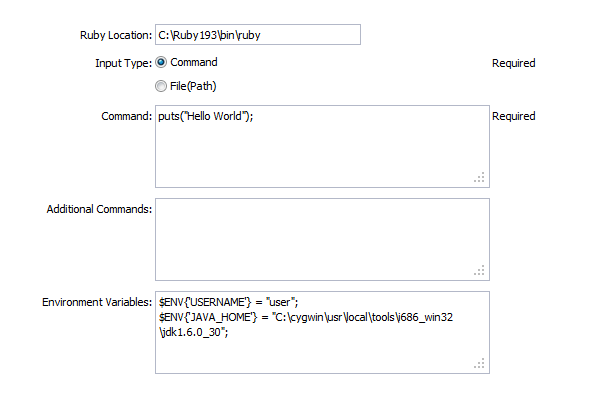 Ruby Location: C:\Ruby193\bin\ruby
Input Type: Command Required
File(Path)
Command: puts("Hello World"); Required
Additional Commands:
Environment Variables: $ENV{'USERNAME'} = "user";
$ENV{'JAVA_HOME'} = "C:\cygwin\usr\local\tools\i686_win32
\jdk1.6.0_30";